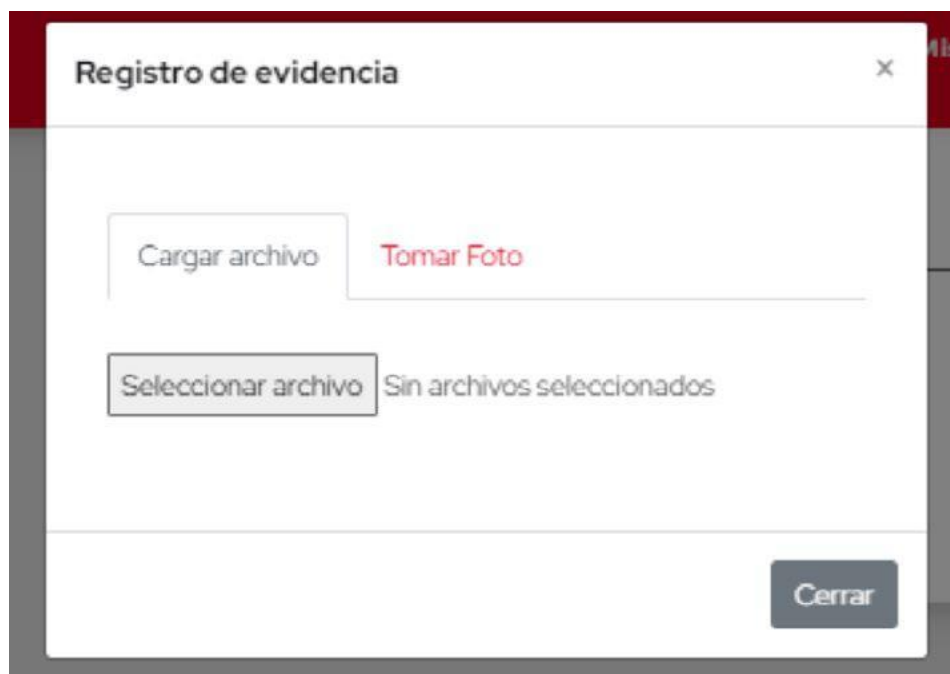 Registro de evidencia ×
Cargar archivo Tomar Foto
Seleccionar archivo Sin archivos seleccionados
Cerrar